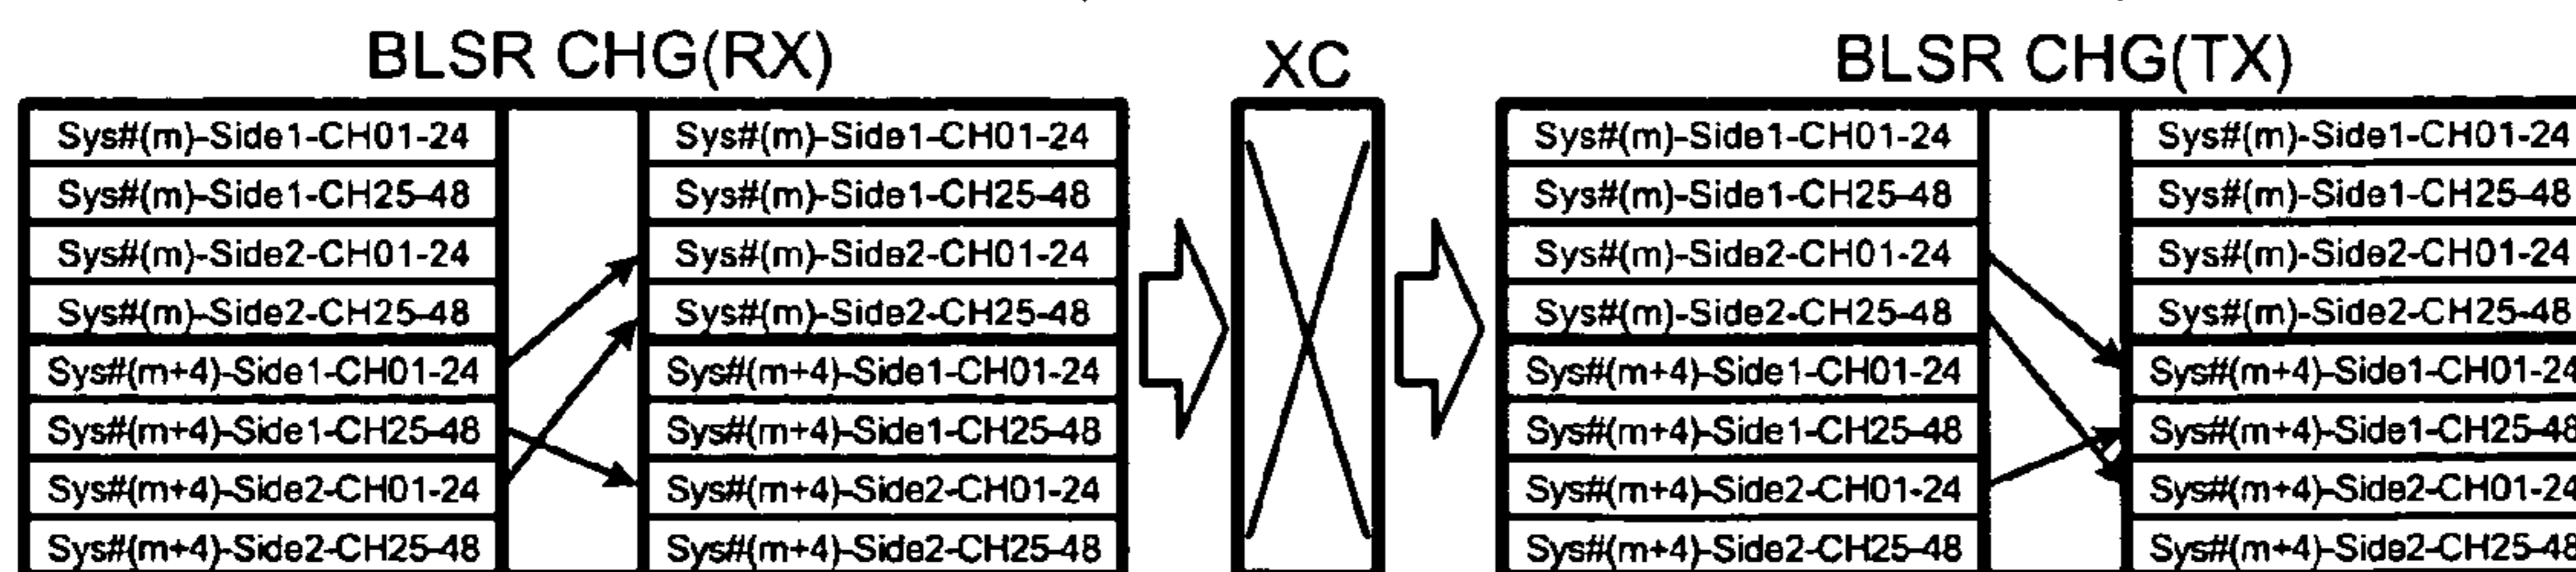 BLSR CHG(RX) XC BLSR CHG(TX)
Sys#(m)-Side1-CH01-24 Sys#(m)-Side1-CH01-24 Sys#(m)-Side1-CH01-24 Sys#(m)-Side1-CH01-24
Sys#(m)-Side1-CH25-48 Sys#(m)-Side1-CH25-48 Sys#(m)-Side1-CH25-48 Sys#(m)-Side1-CH25-48
Sys#(m)-Side2-CH01-24 Sys#(m)-Side2-CH01-24 Sys#(m)-Side2-CH01-24 Sys#(m)-Side2-CH01-24
Sys#(m)-Side2-CH25-48 Sys#(m)-Side2-CH25-48 Sys#(m)-Side2-CH25-48 Sys#(m)-Side2-CH25-48
Sys#(m+4)-Side1-CH01-24 Sys#(m+4)-Side1-CH01-24 Sys#(m+4)-Side1-CH01-24 Sys#(m+4)-Side1-CH01-24
Sys#(m+4)-Side1-CH25-48 Sys#(m+4)-Side1-CH25-48 Sys#(m+4)-Side1-CH25-48 Sys#(m+4)-Side1-CH25-48
Sys#(m+4)-Side2-CH01-24 Sys#(m+4)-Side2-CH01-24 Sys#(m+4)-Side2-CH01-24 Sys#(m+4)-Side2-CH01-24
Sys#(m+4)-Side2-CH25-48 Sys#(m+4)-Side2-CH25-48 Sys#(m+4)-Side2-CH25-48 Sys#(m+4)-Side2-CH25-48